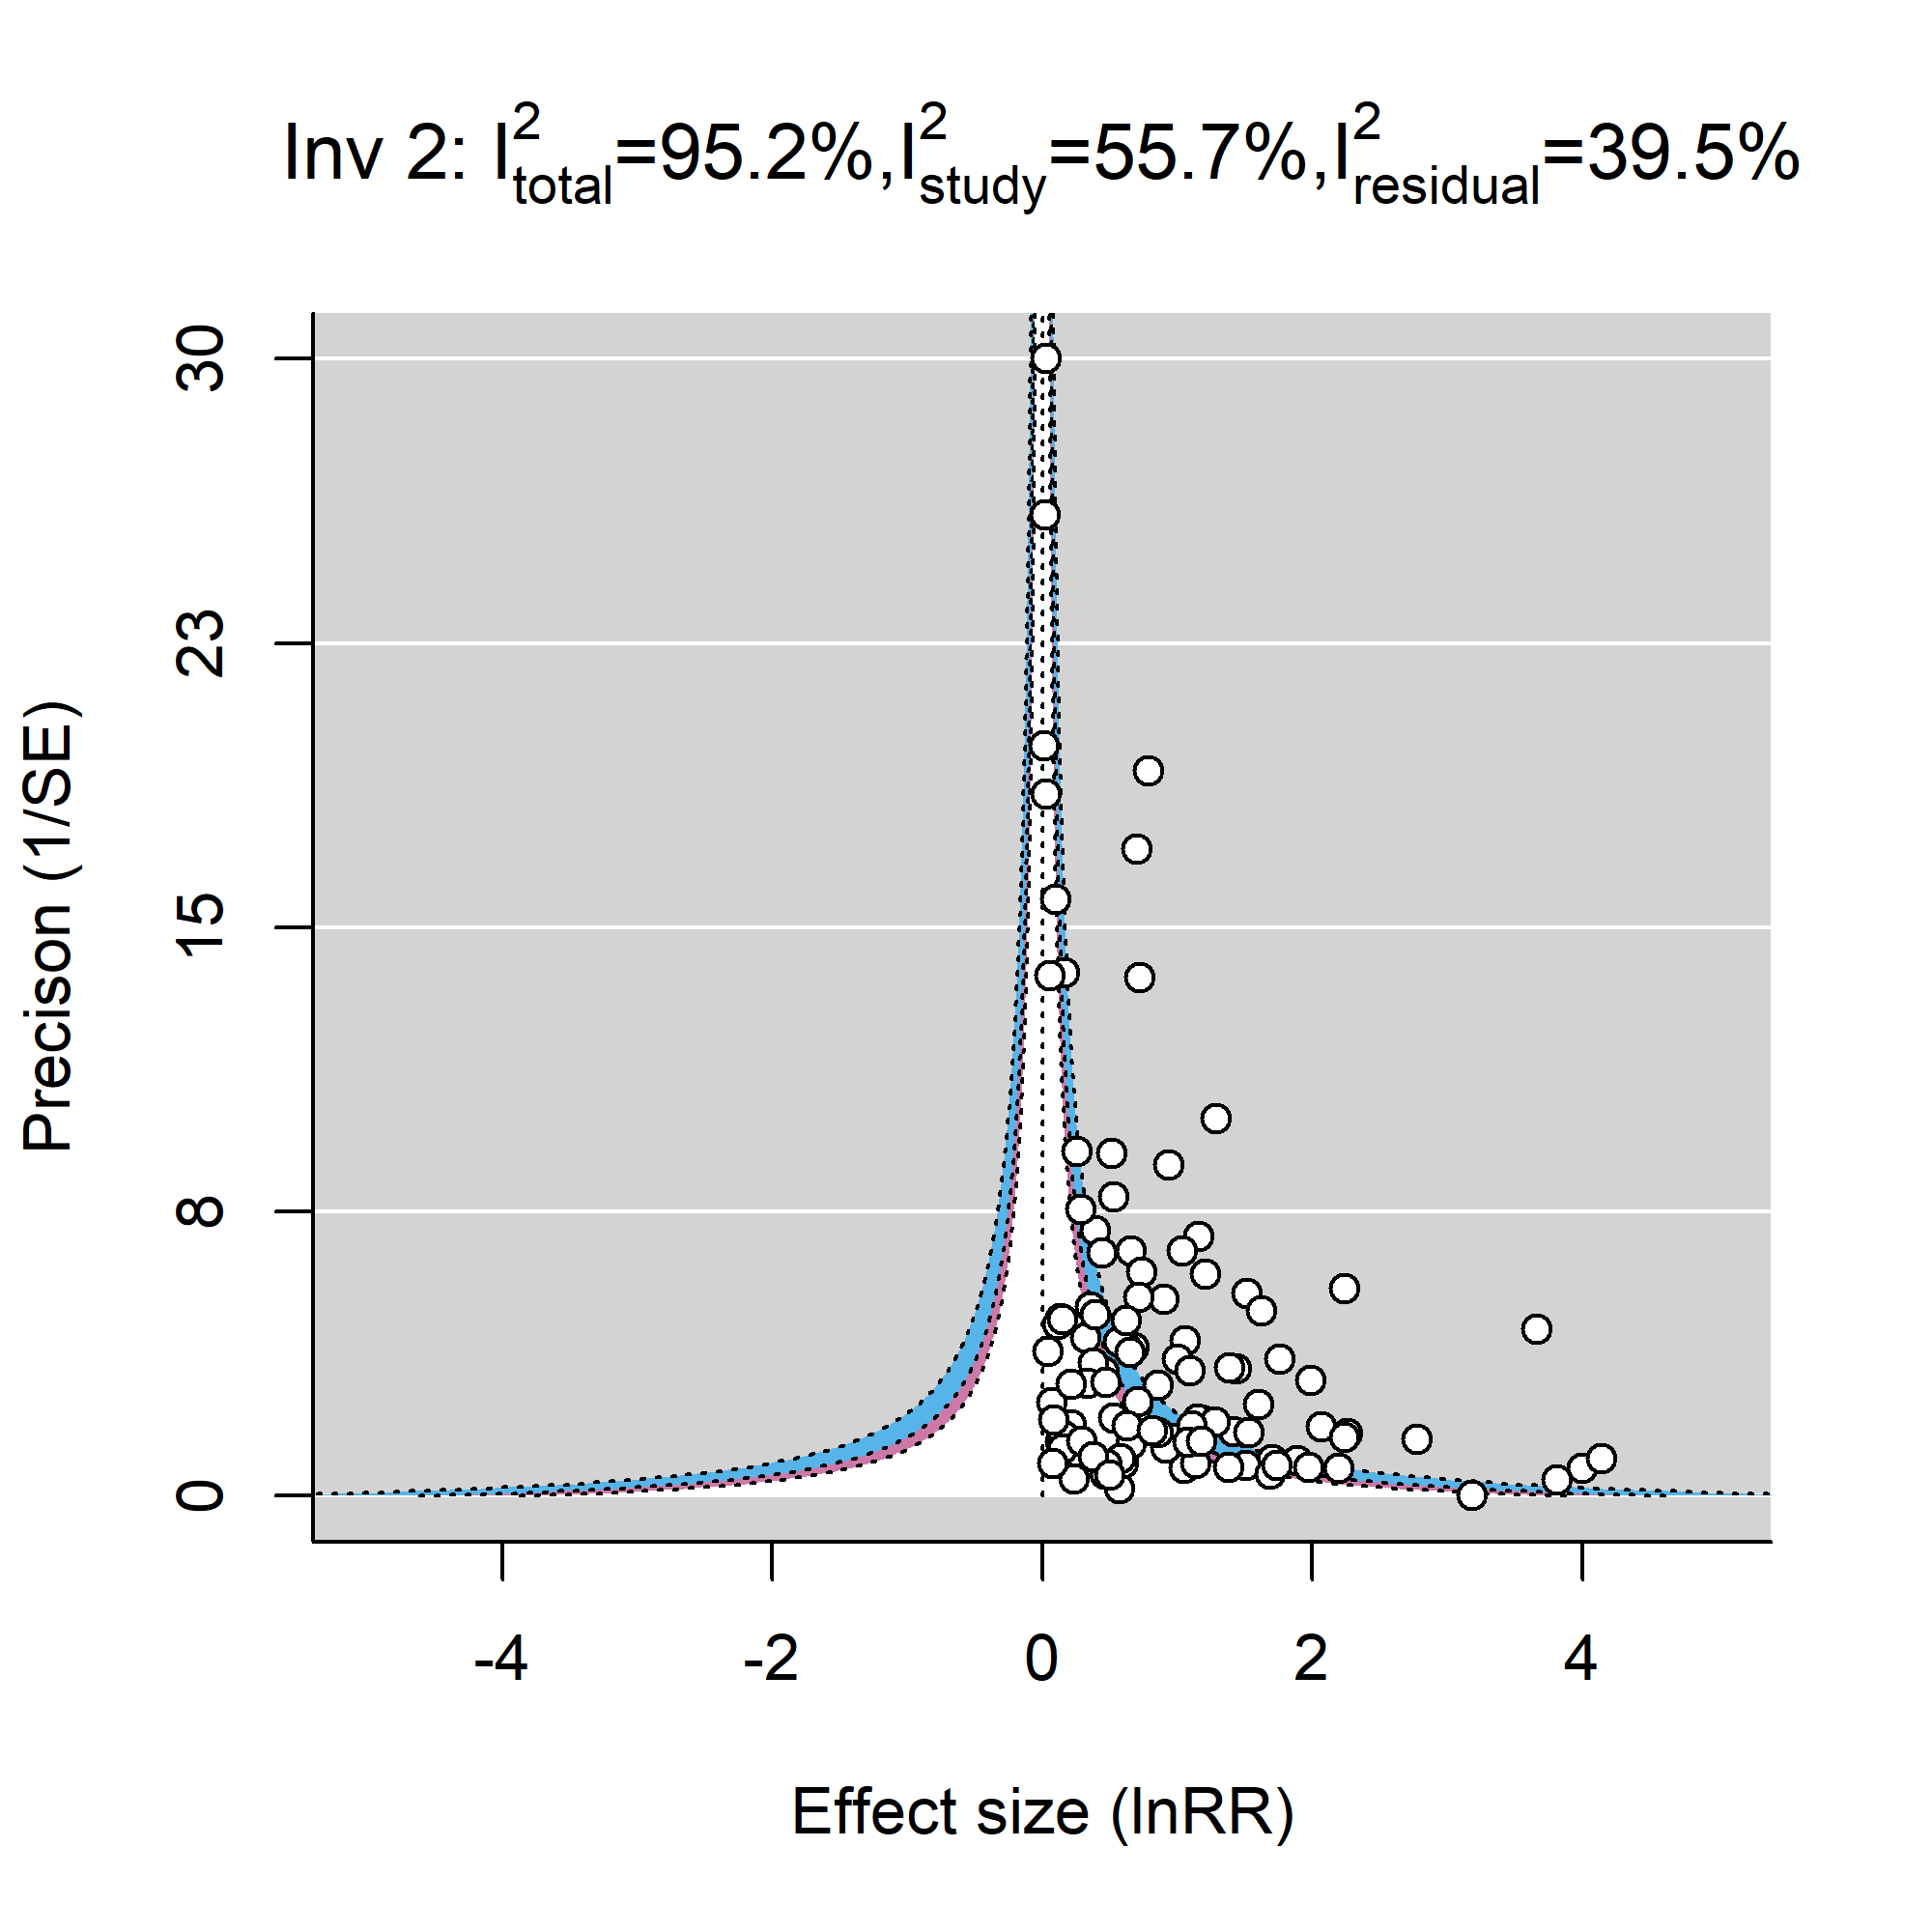 Inv 2: I²total=95.2%,I²study=55.7%,I²residual=39.5%
Precison (1/SE)
30
23
15
8
0
-4 -2 0 2 4
Effect size (lnRR)